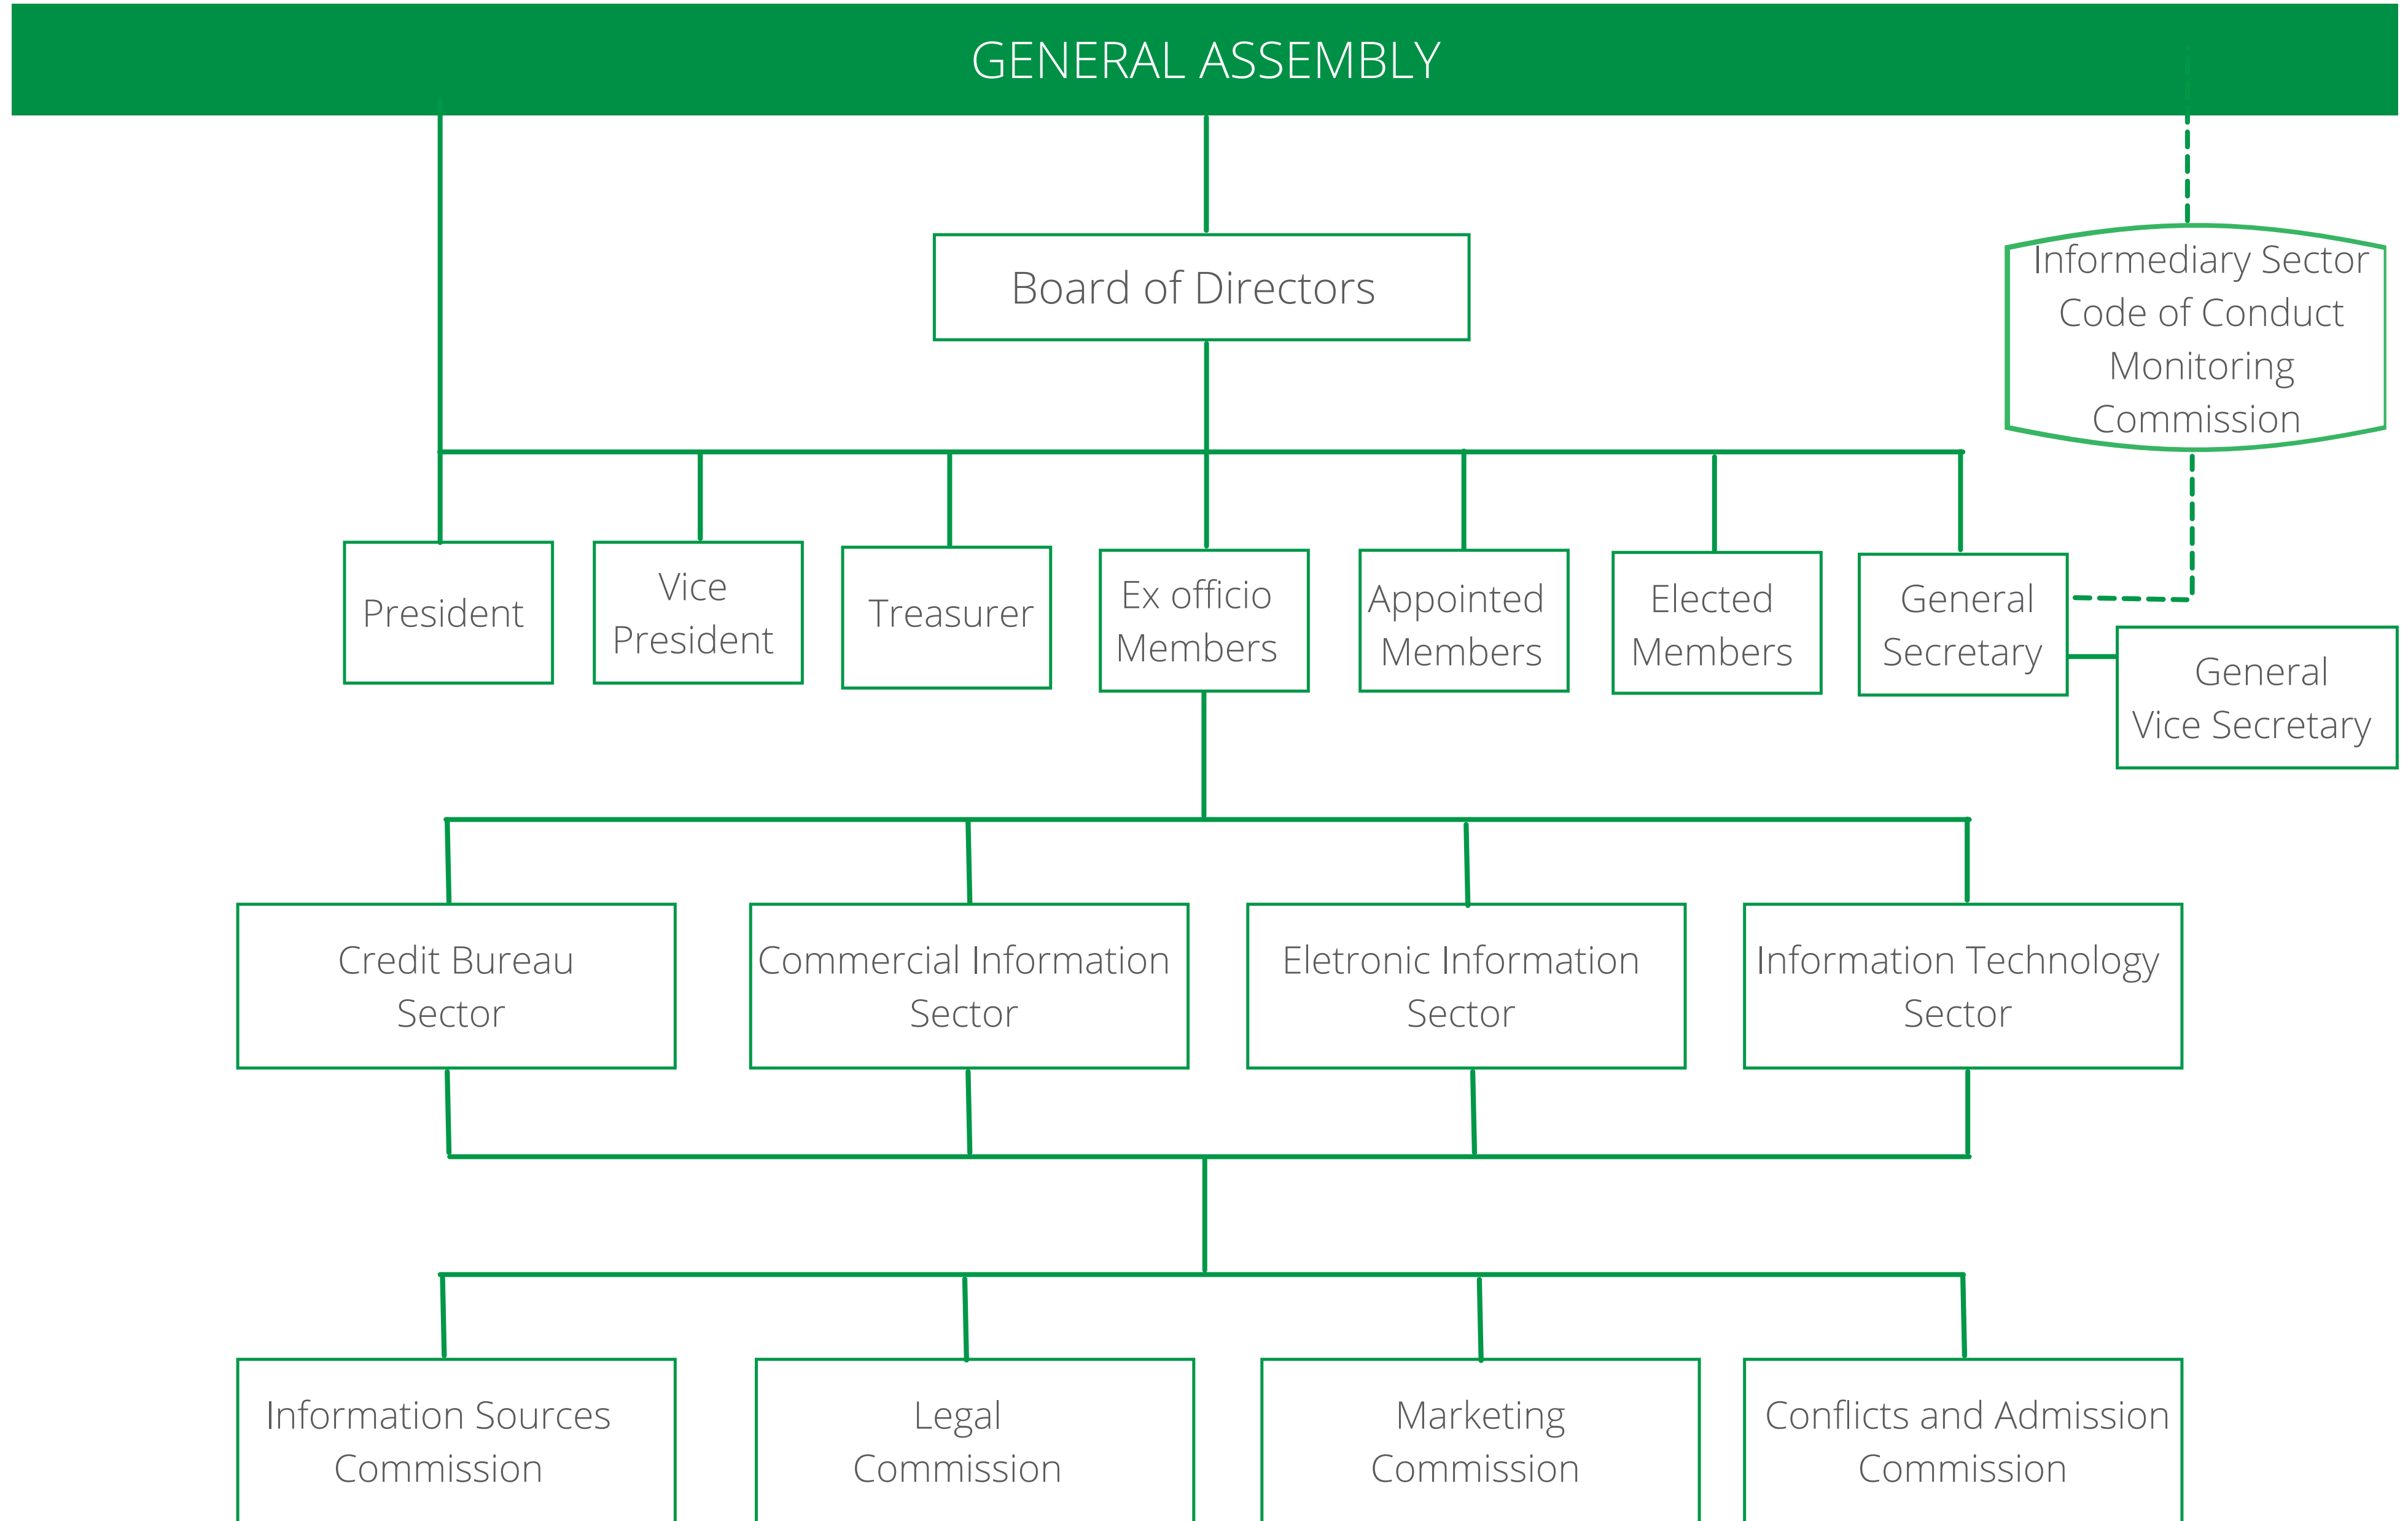 GENERAL ASSEMBLY
Board of Directors
Informediary Sector
Code of Conduct
Monitoring
Commission
President
Vice
President
Treasurer
Ex officio
Members
Appointed
Members
Elected
Members
General
Secretary
General
Vice Secretary
Credit Bureau
Sector
Commercial Information
Sector
Eletronic Information
Sector
Information Technology
Sector
Information Sources
Commission
Legal
Commission
Marketing
Commission
Conflicts and Admission
Commission